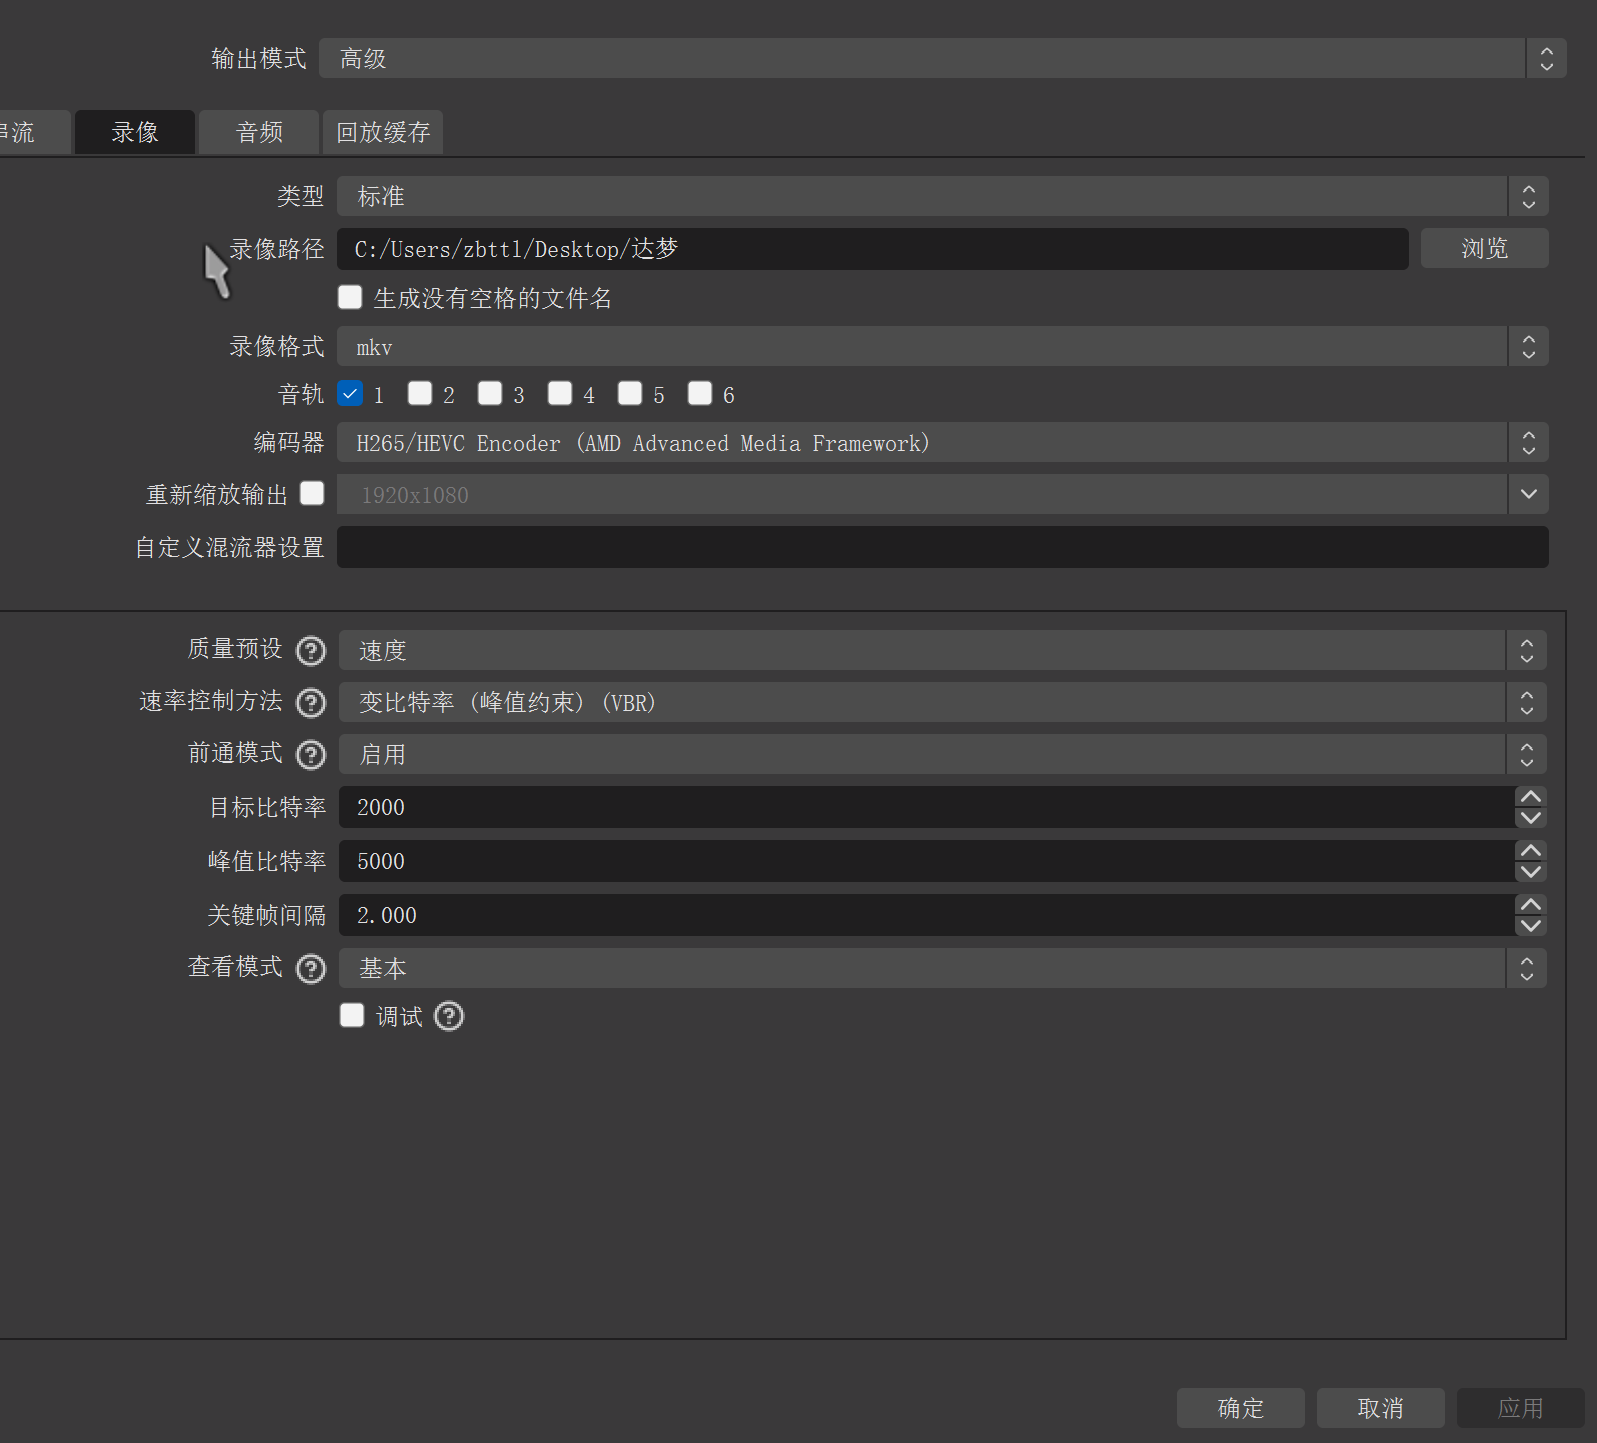 输出模式 高级
串流 录像 音频 回放缓存
类型 标准
录像路径 C:/Users/zbttl/Desktop/达梦 浏览
生成没有空格的文件名
录像格式 mkv
音轨 1 2 3 4 5 6
编码器 H265/HEVC Encoder (AMD Advanced Media Framework)
重新缩放输出 1920x1080
自定义混流器设置
质量预设 ? 速度
速率控制方法 ? 变比特率 (峰值约束) (VBR)
前通模式 ? 启用
目标比特率 2000
峰值比特率 5000
关键帧间隔 2.000
查看模式 ? 基本
调试 ?
确定 取消 应用